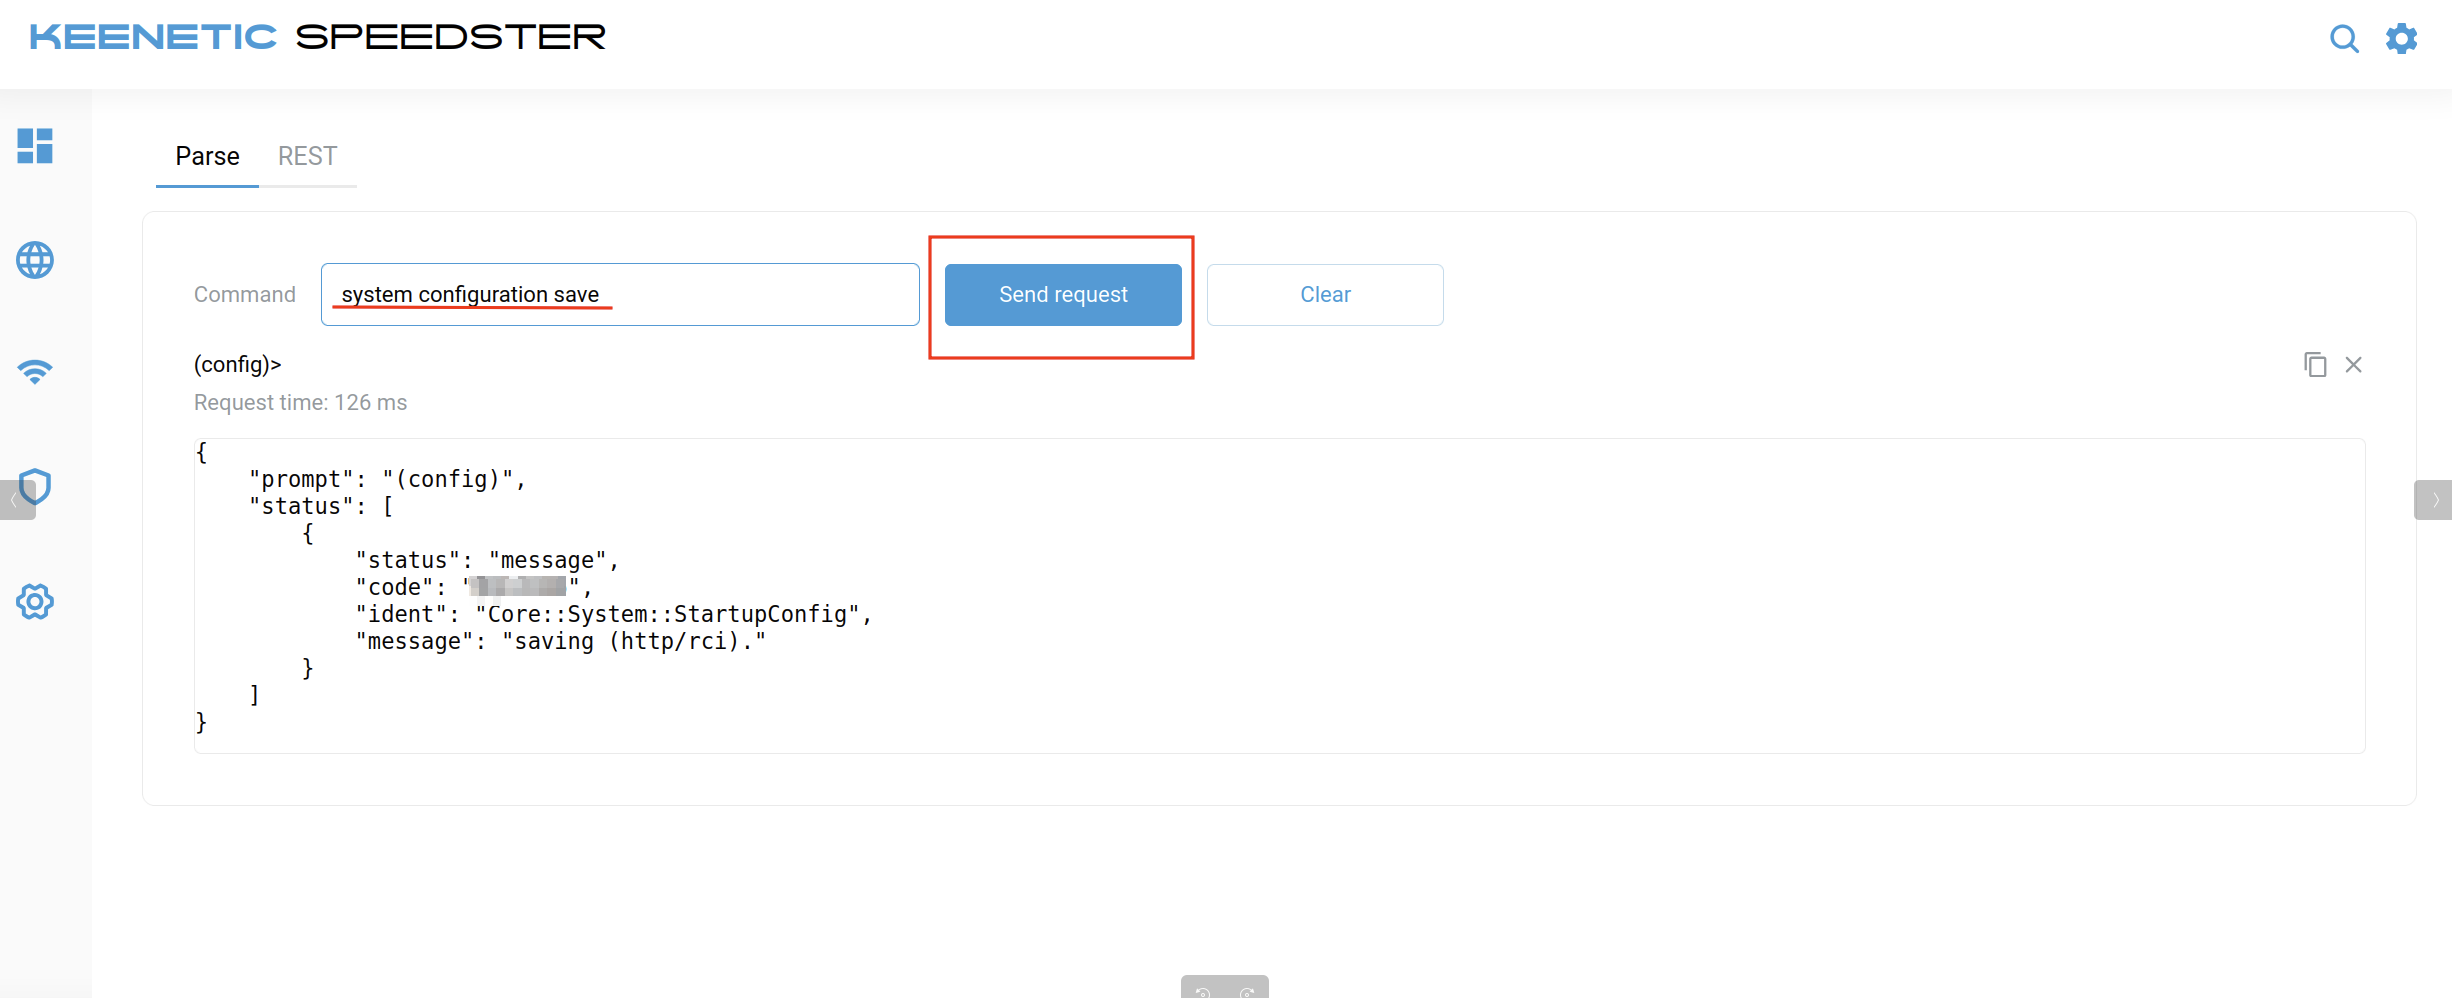 KEENETIC SPEEDSTER
Parse REST
Command system configuration save Send request Clear
(config)>
Request time: 126 ms
{
"prompt": "(config)",
"status": [
{
"status": "message",
"code": "",
"ident": "Core::System::StartupConfig",
"message": "saving (http/rci)."
}
]
}